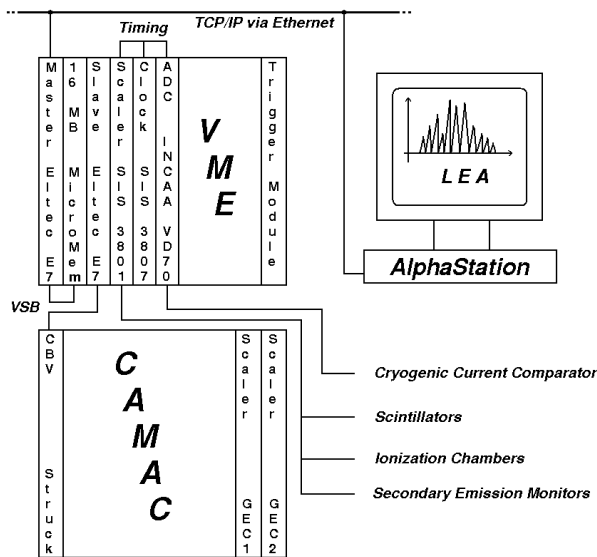 TCP/IP via Ethernet
Timing
Master Eltec E7
16 MB MicroMem
Slave Eltec E7
Scaler SIS 3801
Clock SIS 3807
ADC INCAA VD70
VME
Trigger Module
LEA
AlphaStation
VSB
CBV Struck
CAMAC
Scaler GEC1
Scaler GEC2
Cryogenic Current Comparator
Scintillators
Ionization Chambers
Secondary Emission Monitors